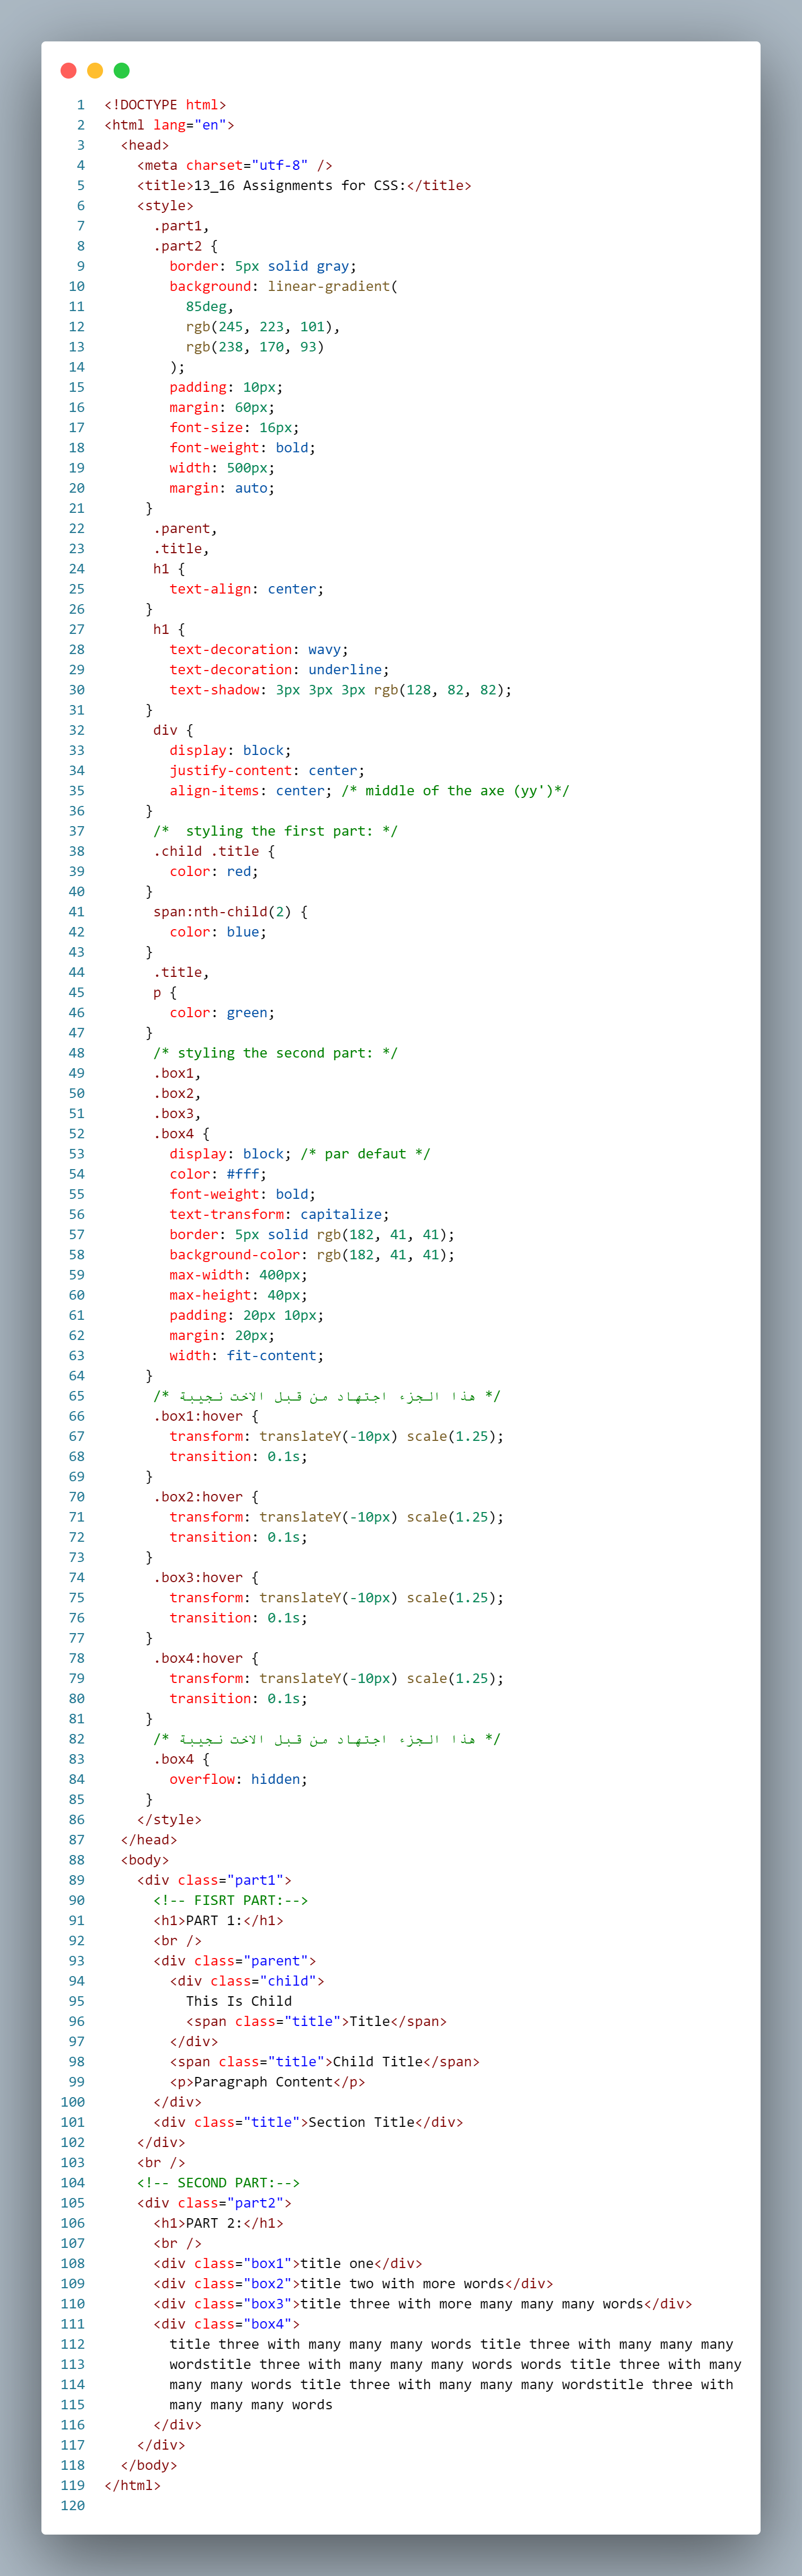 1 <!DOCTYPE html>
2 <html lang="en">
3   <head>
4     <meta charset="utf-8" />
5     <title>13_16 Assignments for CSS:</title>
6     <style>
7       .part1,
8       .part2 {
9         border: 5px solid gray;
10         background: linear-gradient(
11           85deg,
12           rgb(245, 223, 101),
13           rgb(238, 170, 93)
14         );
15         padding: 10px;
16         margin: 60px;
17         font-size: 16px;
18         font-weight: bold;
19         width: 500px;
20         margin: auto;
21      }
22       .parent,
23       .title,
24       h1 {
25         text-align: center;
26      }
27       h1 {
28         text-decoration: wavy;
29         text-decoration: underline;
30         text-shadow: 3px 3px 3px rgb(128, 82, 82);
31      }
32       div {
33         display: block;
34         justify-content: center;
35         align-items: center; /* middle of the axe (yy')*/
36      }
37       /*  styling the first part: */
38       .child .title {
39         color: red;
40      }
41       span:nth-child(2) {
42         color: blue;
43      }
44       .title,
45       p {
46         color: green;
47      }
48       /* styling the second part: */
49       .box1,
50       .box2,
51       .box3,
52       .box4 {
53         display: block; /* par defaut */
54         color: #fff;
55         font-weight: bold;
56         text-transform: capitalize;
57         border: 5px solid rgb(182, 41, 41);
58         background-color: rgb(182, 41, 41);
59         max-width: 400px;
60         max-height: 40px;
61         padding: 20px 10px;
62         margin: 20px;
63         width: fit-content;
64      }
65       /* هذا الجزء اجتهاد من قبل الاخت نجيبة */
66       .box1:hover {
67         transform: translateY(-10px) scale(1.25);
68         transition: 0.1s;
69      }
70       .box2:hover {
71         transform: translateY(-10px) scale(1.25);
72         transition: 0.1s;
73      }
74       .box3:hover {
75         transform: translateY(-10px) scale(1.25);
76         transition: 0.1s;
77      }
78       .box4:hover {
79         transform: translateY(-10px) scale(1.25);
80         transition: 0.1s;
81      }
82       /* هذا الجزء اجتهاد من قبل الاخت نجيبة */
83       .box4 {
84         overflow: hidden;
85      }
86     </style>
87   </head>
88   <body>
89     <div class="part1">
90       <!-- FISRT PART:-->
91       <h1>PART 1:</h1>
92       <br />
93       <div class="parent">
94         <div class="child">
95           This Is Child
96           <span class="title">Title</span>
97         </div>
98         <span class="title">Child Title</span>
99         <p>Paragraph Content</p>
100       </div>
101       <div class="title">Section Title</div>
102     </div>
103     <br />
104     <!-- SECOND PART:-->
105     <div class="part2">
106       <h1>PART 2:</h1>
107       <br />
108       <div class="box1">title one</div>
109       <div class="box2">title two with more words</div>
110       <div class="box3">title three with more many many many words</div>
111       <div class="box4">
112         title three with many many many words title three with many many many
113         wordstitle three with many many many words words title three with many
114         many many words title three with many many many wordstitle three with
115         many many many words
116       </div>
117     </div>
118   </body>
119 </html>
120